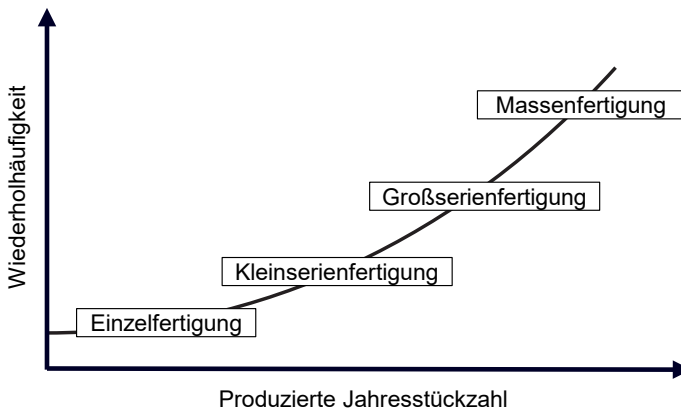 Wiederholhäufigkeit
Massenfertigung
Großserienfertigung
Kleinserienfertigung
Einzelfertigung
Produzierte Jahresstückzahl